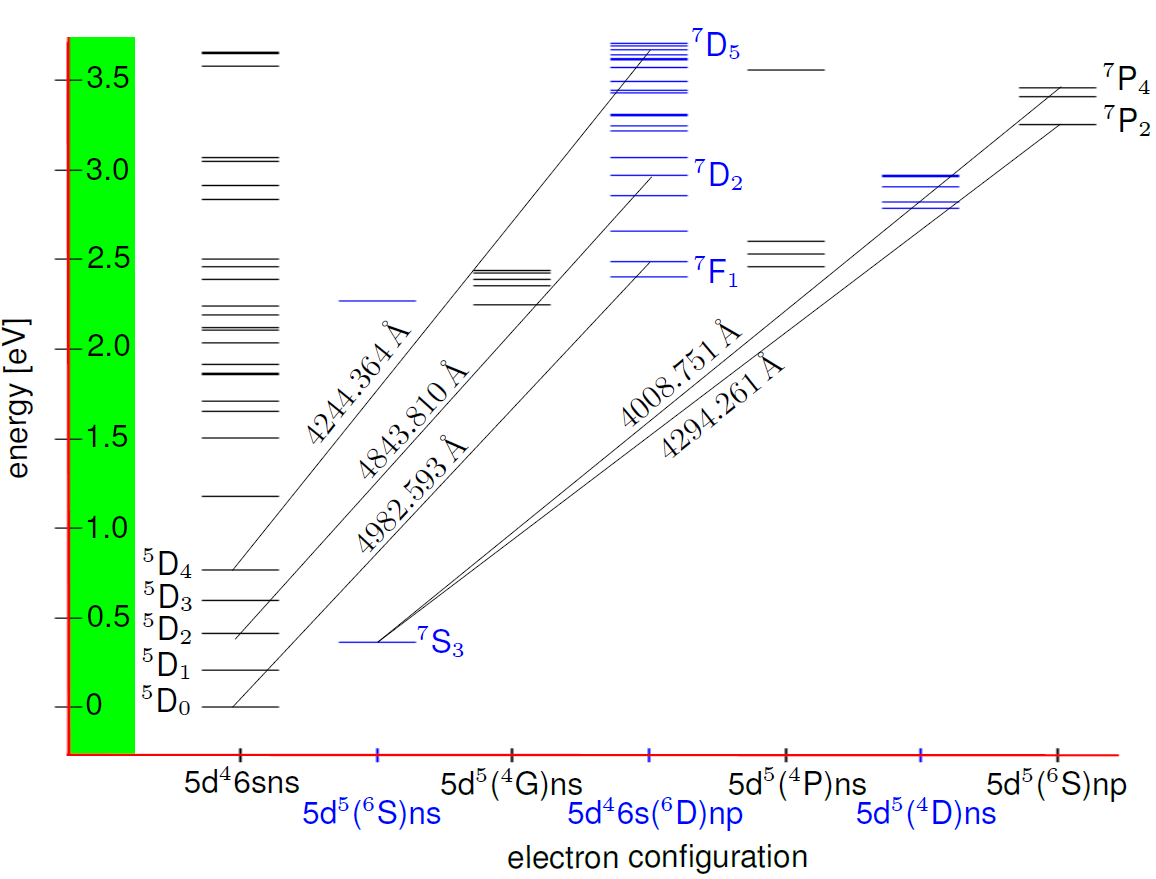 ⁷D₅
3.5
⁷P₄
⁷P₂
3.0
⁷D₂
2.5
⁷F₁
energy [eV]
2.0
4244.364 Å
4843.810 Å
4982.593 Å
4008.751 Å
4294.261 Å
1.5
1.0
⁵D₄
⁵D₃
0.5
⁵D₂
⁷S₃
⁵D₁
⁵D₀
0
5d⁴6sns
5d⁵(⁶S)ns
5d⁵(⁴G)ns
5d⁴6s(⁶D)np
5d⁵(⁴P)ns
5d⁵(⁴D)ns
5d⁵(⁶S)np
electron configuration